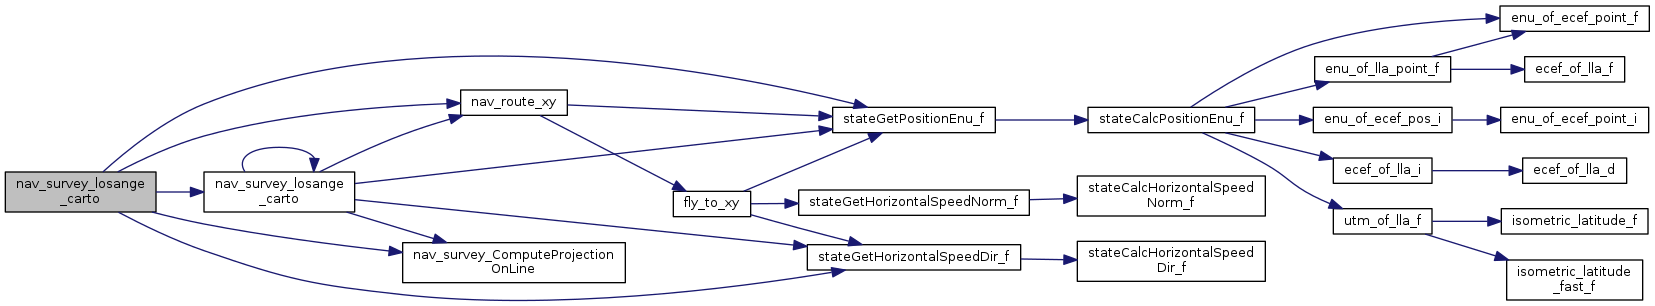 nav_survey_losange
_carto
nav_survey_losange
_carto
nav_route_xy
nav_survey_ComputeProjection
OnLine
fly_to_xy
stateGetPositionEnu_f
stateGetHorizontalSpeedNorm_f
stateGetHorizontalSpeedDir_f
stateCalcPositionEnu_f
stateCalcHorizontalSpeed
Norm_f
stateCalcHorizontalSpeed
Dir_f
enu_of_lla_point_f
enu_of_ecef_pos_i
ecef_of_lla_i
utm_of_lla_f
enu_of_ecef_point_f
ecef_of_lla_f
enu_of_ecef_point_i
ecef_of_lla_d
isometric_latitude_f
isometric_latitude
_fast_f